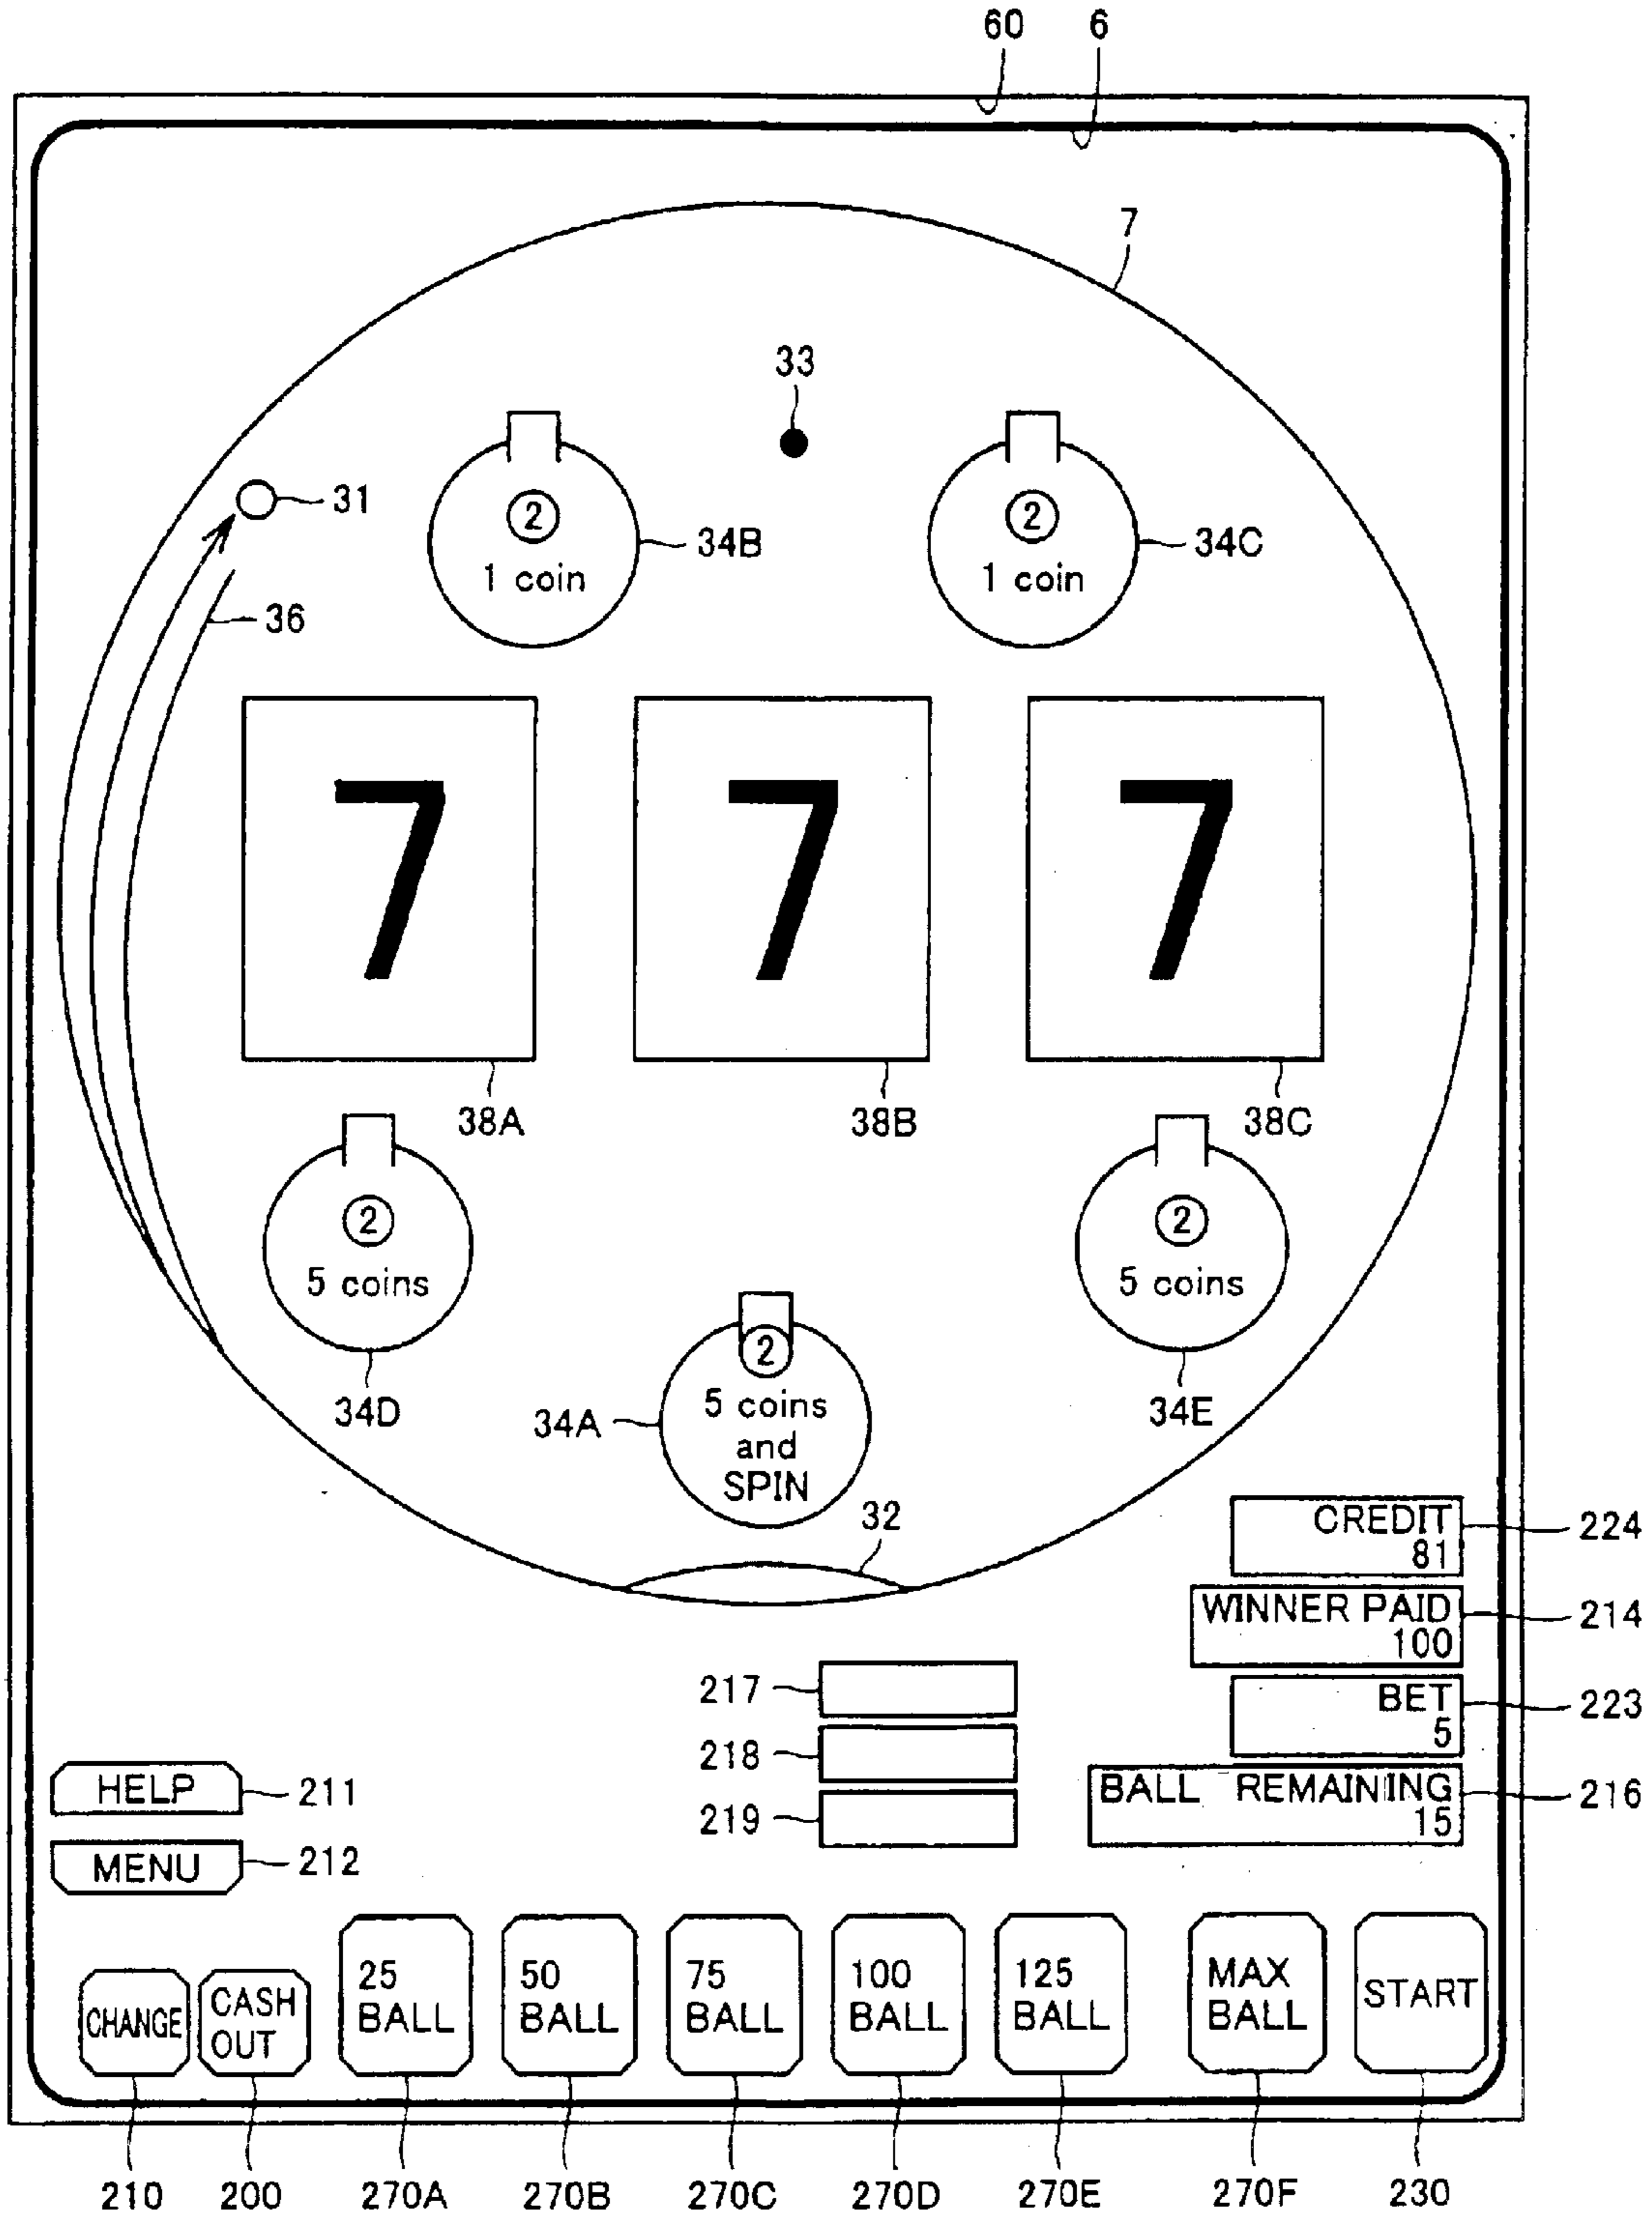 60
6
7
33
31
2
1 coin
34B
2
1 coin
34C
36
7
7
7
38A
38B
38C
2
5 coins
34D
2
5 coins
34E
2
5 coins
and
SPIN
34A
32
CREDIT
81
224
WINNER PAID
100
214
217
BET
5
223
218
HELP
211
BALL REMAINING
15
216
219
MENU
212
CHANGE
CASH
OUT
25
BALL
50
BALL
75
BALL
100
BALL
125
BALL
MAX
BALL
START
210
200
270A
270B
270C
270D
270E
270F
230